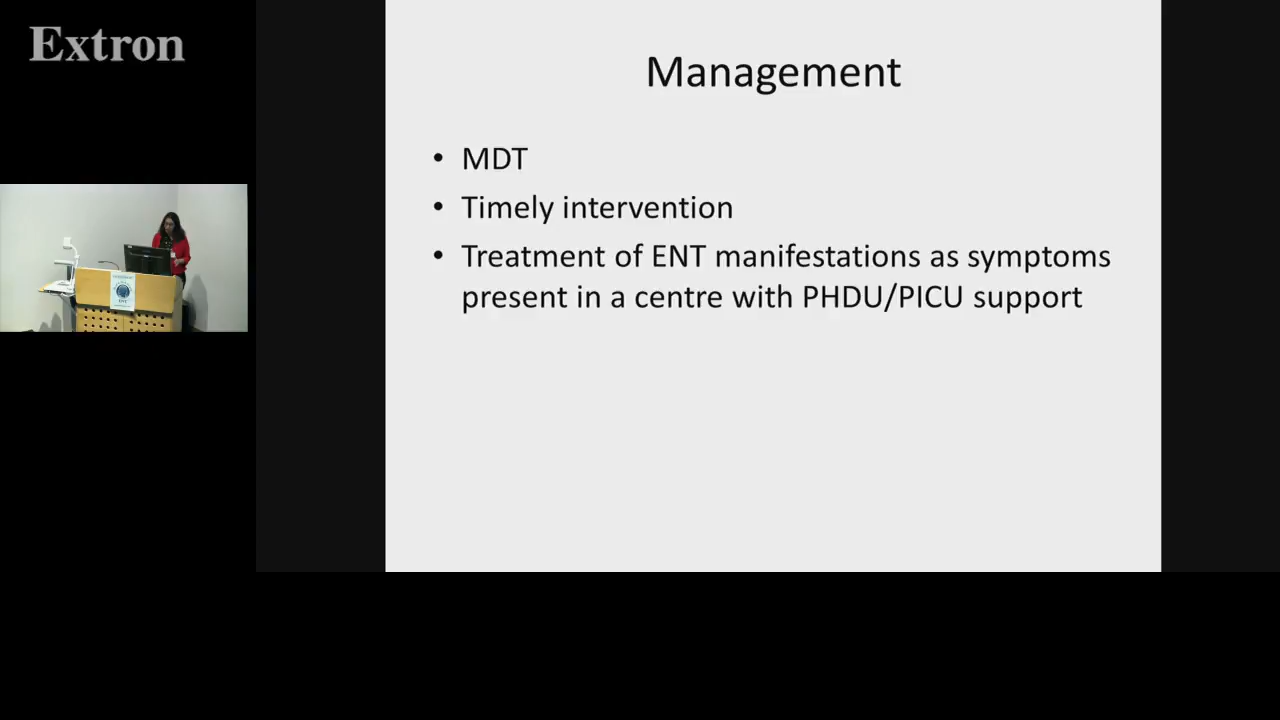 Extron
Management
• MDT
• Timely intervention
• Treatment of ENT manifestations as symptoms
present in a centre with PHDU/PICU support